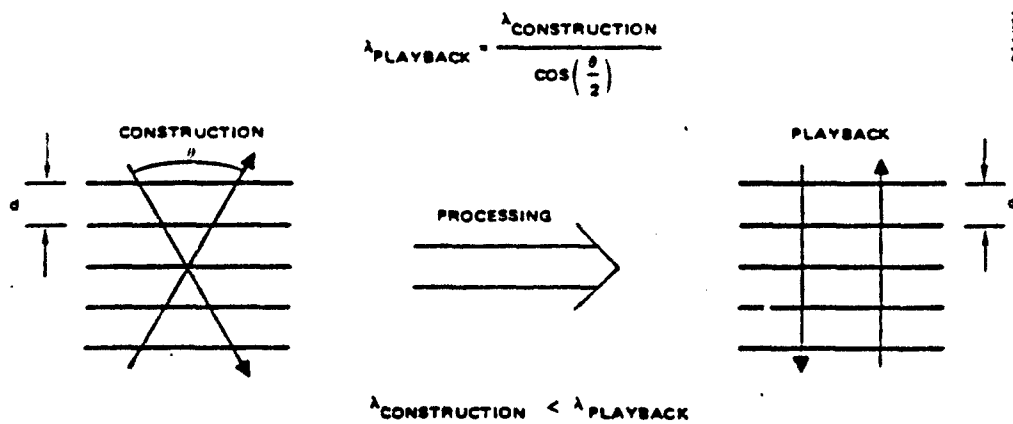 λPLAYBACK = λCONSTRUCTION / COS(θ/2)
CONSTRUCTION
PLAYBACK
θ
d
PROCESSING
d
λCONSTRUCTION < λPLAYBACK